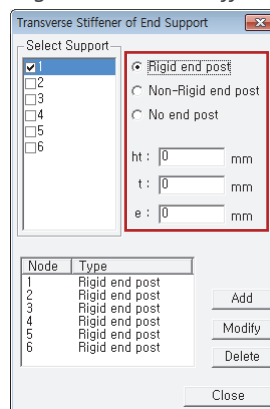 Transverse Stiffener of End Support
Select Support
1
2
3
4
5
6
Rigid end post
Non-Rigid end post
No end post
ht : 0 mm
t : 0 mm
e : 0 mm
Node Type
1 Rigid end post
2 Rigid end post
3 Rigid end post
4 Rigid end post
5 Rigid end post
6 Rigid end post
Add
Modify
Delete
Close